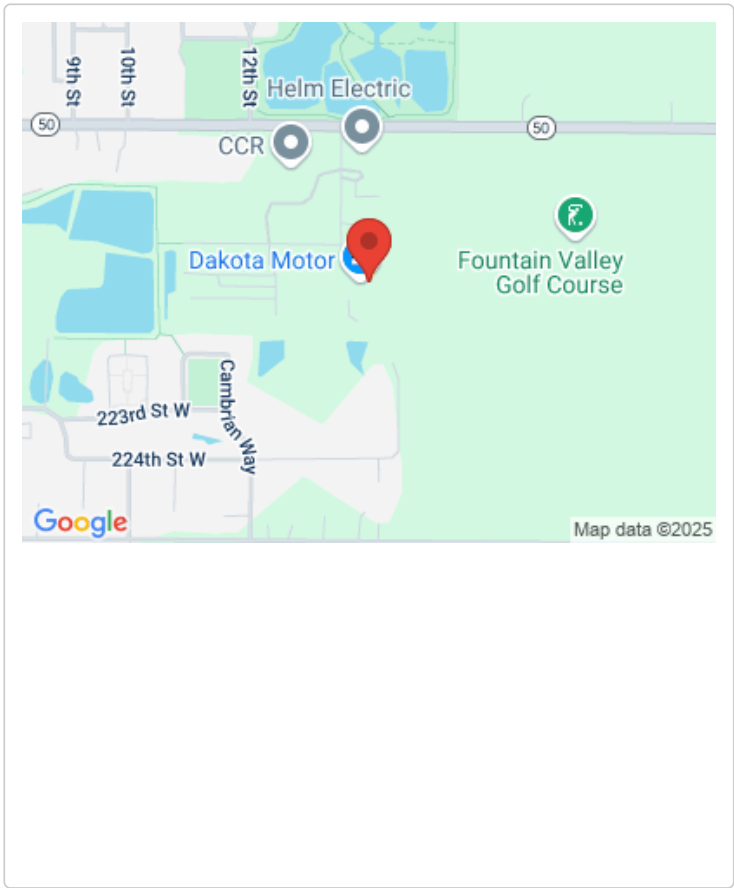 9th St
10th St
12th St
Helm Electric
50
50
CCR
Dakota Motor
Fountain Valley
Golf Course
Cambrian Way
223rd St W
224th St W
Google
Map data ©2025